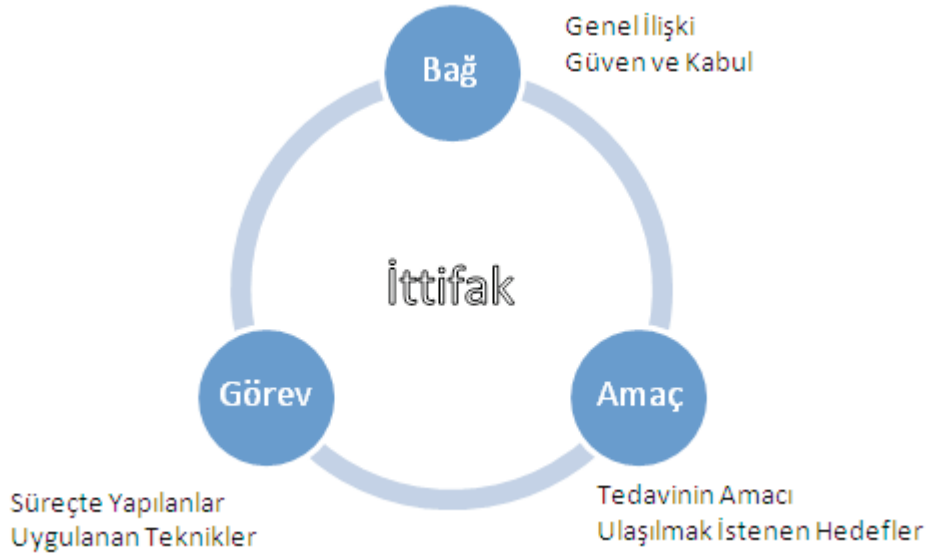 Bağ
Genel İlişki
Güven ve Kabul
İttifak
Görev
Amaç
Süreçte Yapılanlar
Uygulanan Teknikler
Tedavinin Amacı
Ulaşılmak İstenen Hedefler